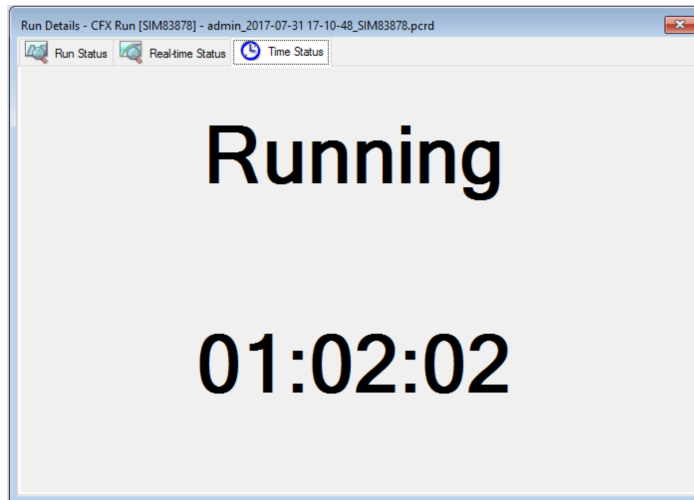 Run Details - CFX Run [SIM83878] - admin_2017-07-31 17-10-48_SIM83878.pcrd
Run Status Real-time Status Time Status
Running
01:02:02